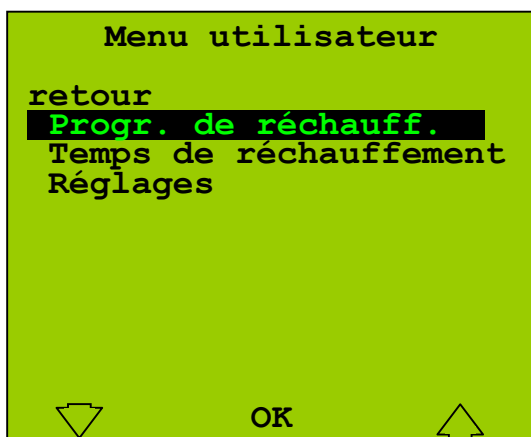 Menu utilisateur
retour
Progr. de réchauff.
Temps de réchauffement
Réglages
OK